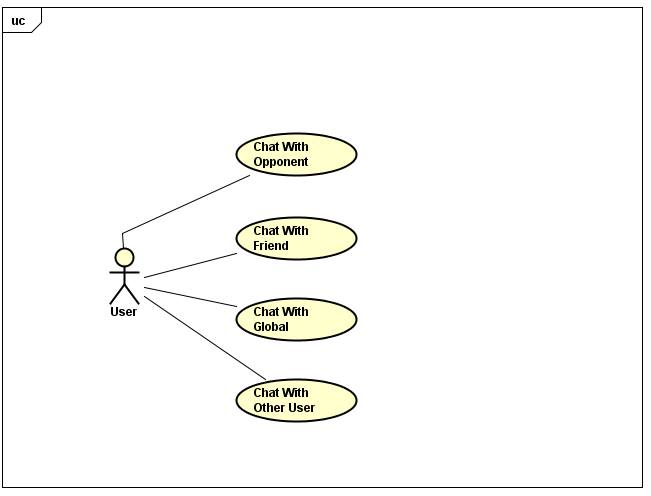 uc
Chat With
Opponent
Chat With
Friend
User
Chat With
Global
Chat With
Other User